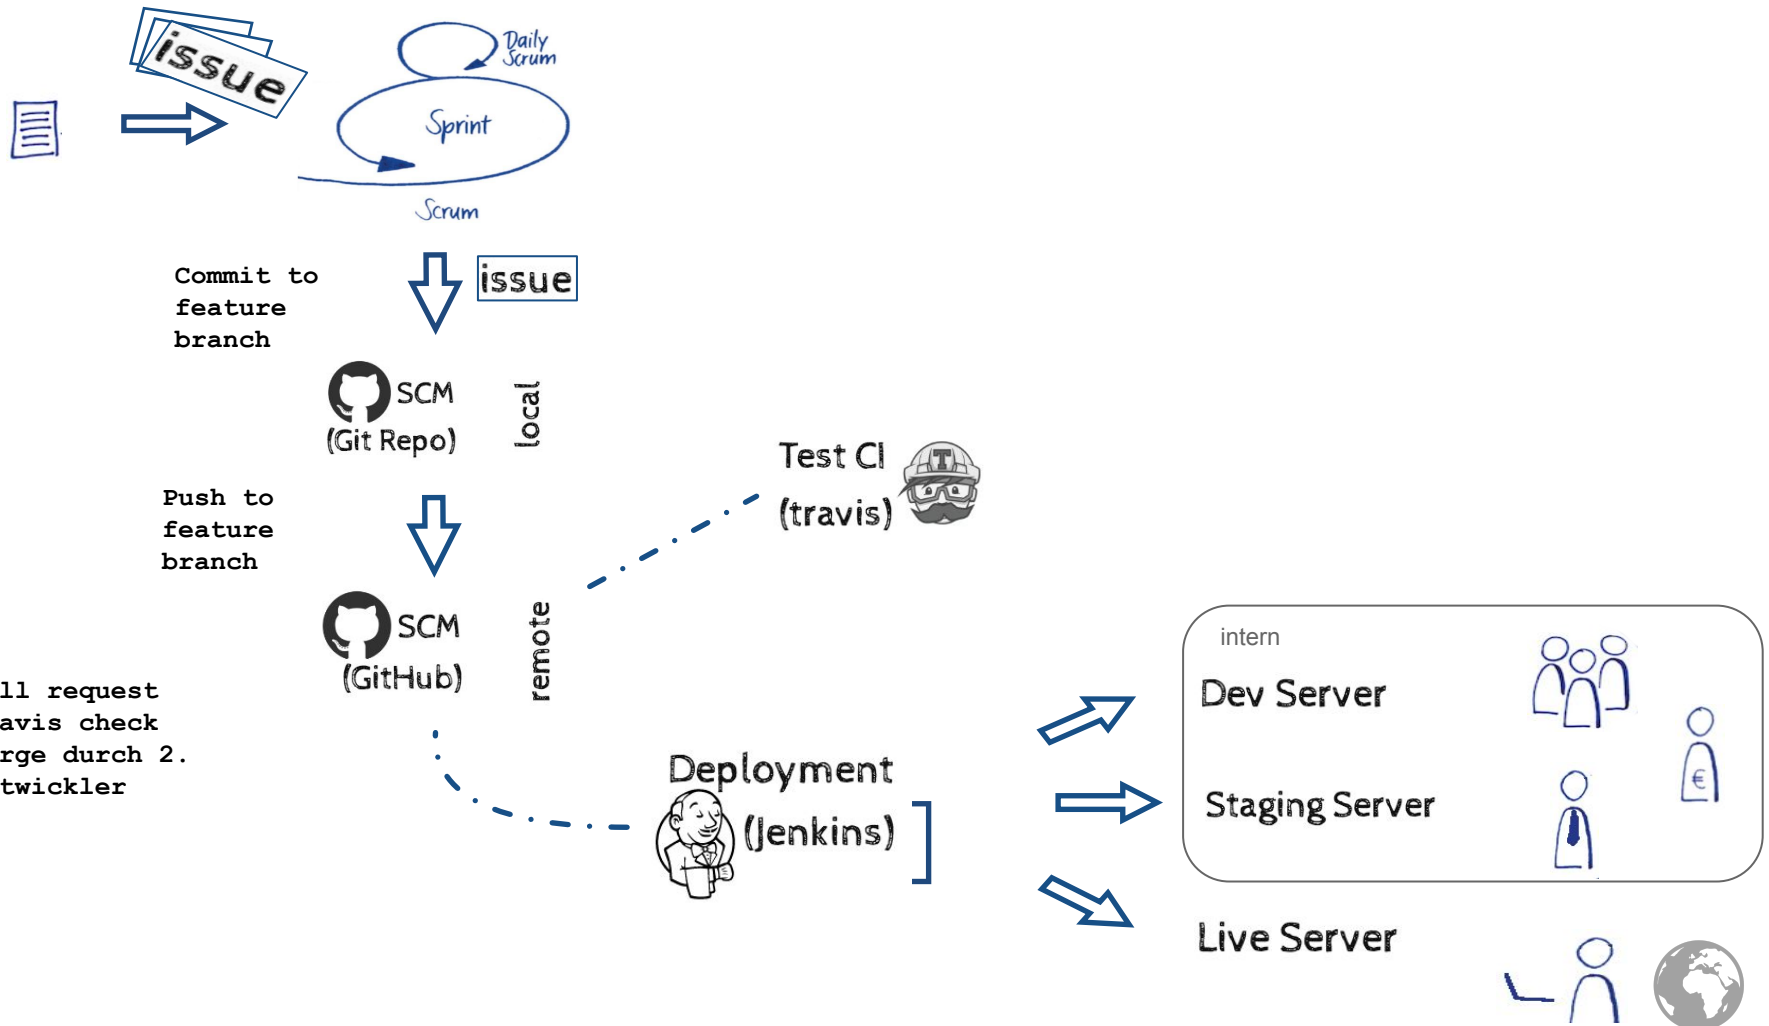 issue
Daily
Scrum
Sprint
Scrum
Commit to
feature
branch
issue
SCM
(Git Repo)
local
Push to
feature
branch
Test CI
(travis)
T
SCM
(GitHub)
remote
ll request
avis check
rge durch 2.
twickler
Deployment
(Jenkins)
intern
Dev Server
€
Staging Server
Live Server